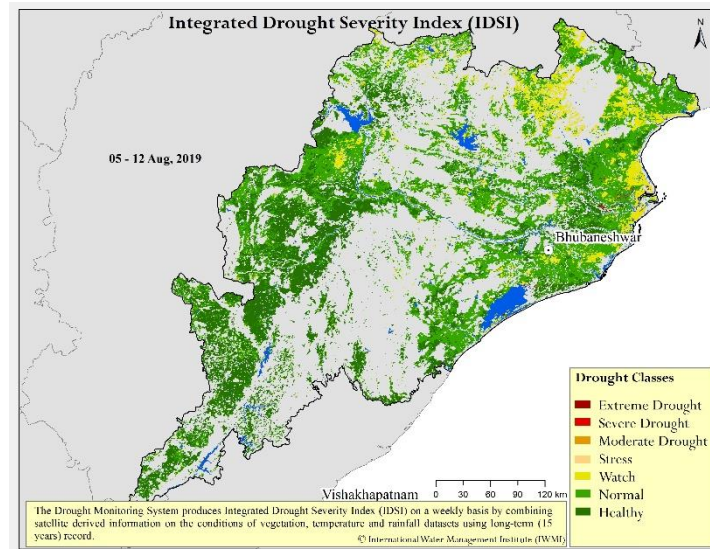 Integrated Drought Severity Index (IDSI)
N
05 - 12 Aug, 2019
Bhubaneshwar
Drought Classes
Extreme Drought
Severe Drought
Moderate Drought
Stress
Watch
Normal
Healthy
Vishakhapatnam
0 15 30 60 90 120 km
The Drought Monitoring System produces Integrated Drought Severity Index (IDSI) on a weekly basis by combining
satellite derived information on the conditions of vegetation, temperature and rainfall datasets using long-term (15
years) record.
© International Water Management Institute (IWMI)